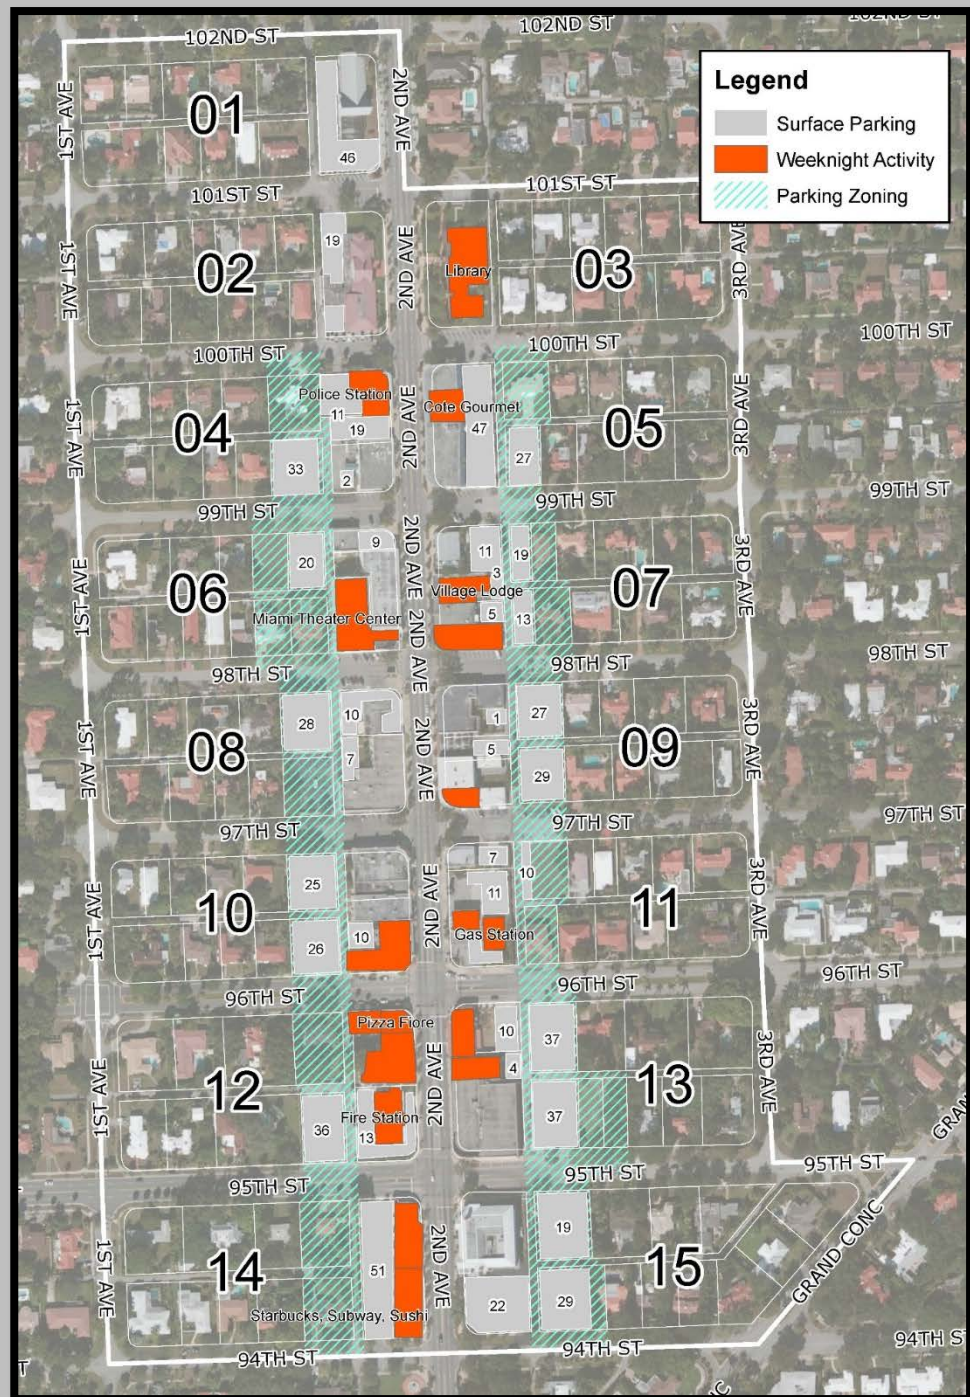 102ND ST
102ND ST
102ND ST
1ST AVE
01
2ND AVE
46
Legend
Surface Parking
Weeknight Activity
Parking Zoning
101ST ST
101ST ST
1ST AVE
02
19
2ND AVE
Library
03
3RD AVE
100TH ST
100TH ST
100TH ST
1ST AVE
04
Police Station
11
19
33
2
2ND AVE
Cote Gourmet
47
27
05
3RD AVE
99TH ST
99TH ST
99TH ST
1ST AVE
06
20
9
Miami Theater Center
2ND AVE
2ND AVE
11
3
19
Village Lodge
5
13
07
3RD AVE
98TH ST
98TH ST
98TH ST
1ST AVE
08
28
10
7
2ND AVE
1
5
27
29
09
3RD AVE
97TH ST
97TH ST
97TH ST
1ST AVE
10
25
26
10
2ND AVE
7
11
10
Gas Station
11
3RD AVE
96TH ST
96TH ST
96TH ST
1ST AVE
12
Pizza Fiore
Fire Station
36
13
2ND AVE
10
4
37
37
13
3RD AVE
GRAN
95TH ST
95TH ST
95TH ST
1ST AVE
14
51
Starbucks, Subway, Sushi
2ND AVE
22
19
29
15
GRAND CONC
94TH ST
94TH ST
94TH ST